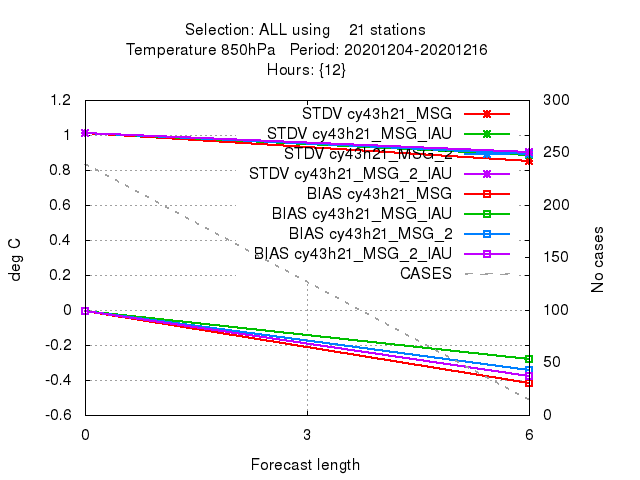 Selection: ALL using    21 stations
Temperature 850hPa   Period: 20201204-20201216
Hours: {12}
1.2
1
0.8
0.6
0.4
0.2
0
-0.2
-0.4
-0.6
deg C
STDV cy43h21_MSG
STDV cy43h21_MSG_IAU
STDV cy43h21_MSG_2
STDV cy43h21_MSG_2_IAU
BIAS cy43h21_MSG
BIAS cy43h21_MSG_IAU
BIAS cy43h21_MSG_2
BIAS cy43h21_MSG_2_IAU
CASES
300
250
200
150
100
50
0
No cases
0 3 6
Forecast length